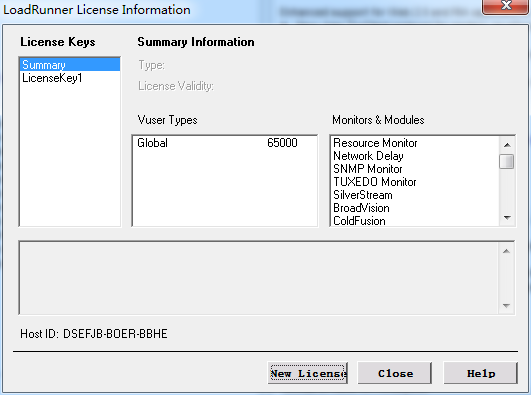 LoadRunner License Information
License Keys
Summary
LicenseKey1
Summary Information
Type:
License Validity:
Vuser Types
Global 65000
Monitors & Modules
Resource Monitor
Network Delay
SNMP Monitor
TUXEDO Monitor
SilverStream
BroadVision
ColdFusion
Host ID: DSEFJB-BOER-BBHE
New License
Close
Help